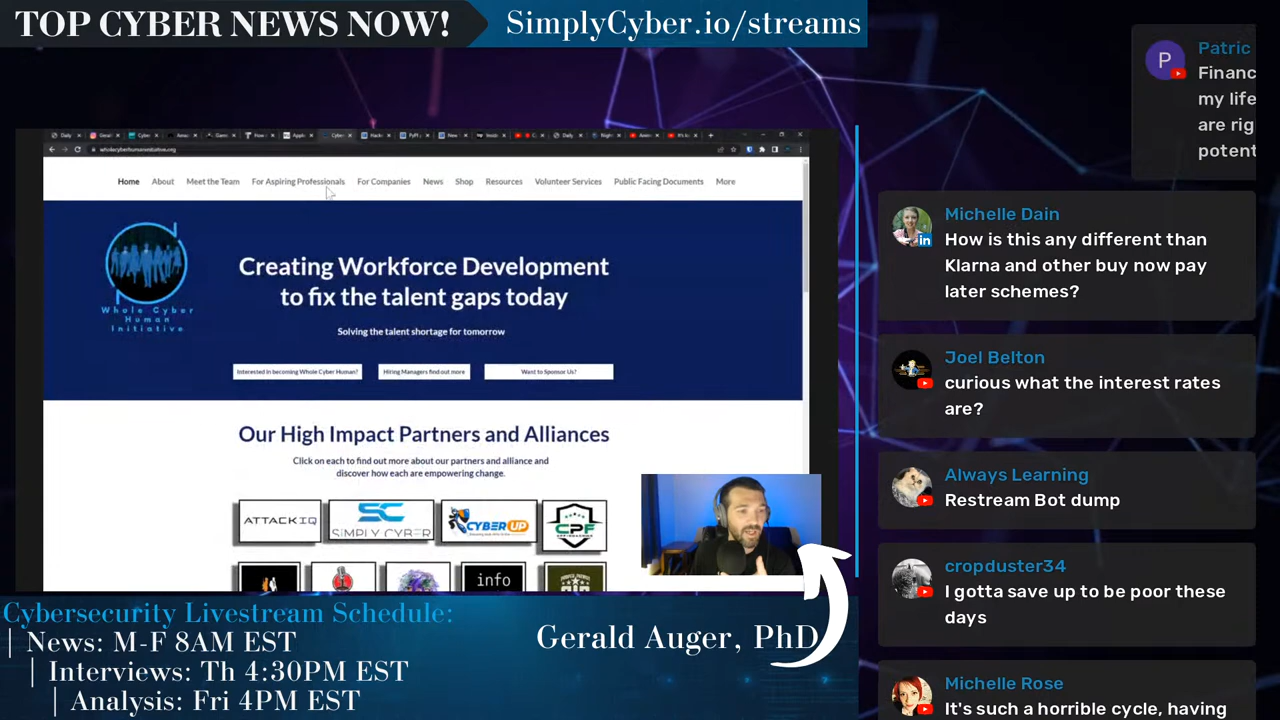 TOP CYBER NEWS NOW!
SimplyCyber.io/streams
wholecyberhumaninitiative.org
Home About Meet the Team For Aspiring Professionals For Companies News Shop Resources Volunteer Services Public Facing Documents More
Whole Cyber
Human
Initiative
Creating Workforce Development
to fix the talent gaps today
Solving the talent shortage for tomorrow
Interested in becoming Whole Cyber Human? Hiring Managers find out more Want to Sponsor Us?
Our High Impact Partners and Alliances
Click on each to find out more about our partners and alliance and
discover how each are empowering change.
ATTACKIQ
SC
SIMPLY CYBER
CYBER UP
CPF
info
Cybersecurity Livestream Schedule:
| News: M-F 8AM EST
| Interviews: Th 4:30PM EST
| Analysis: Fri 4PM EST
Gerald Auger, PhD
P
Patric
Financ
my life
are rig
potent
Michelle Dain
How is this any different than
Klarna and other buy now pay
later schemes?
in
Joel Belton
curious what the interest rates
are?
Always Learning
Restream Bot dump
cropduster34
I gotta save up to be poor these
days
Michelle Rose
It's such a horrible cycle, having